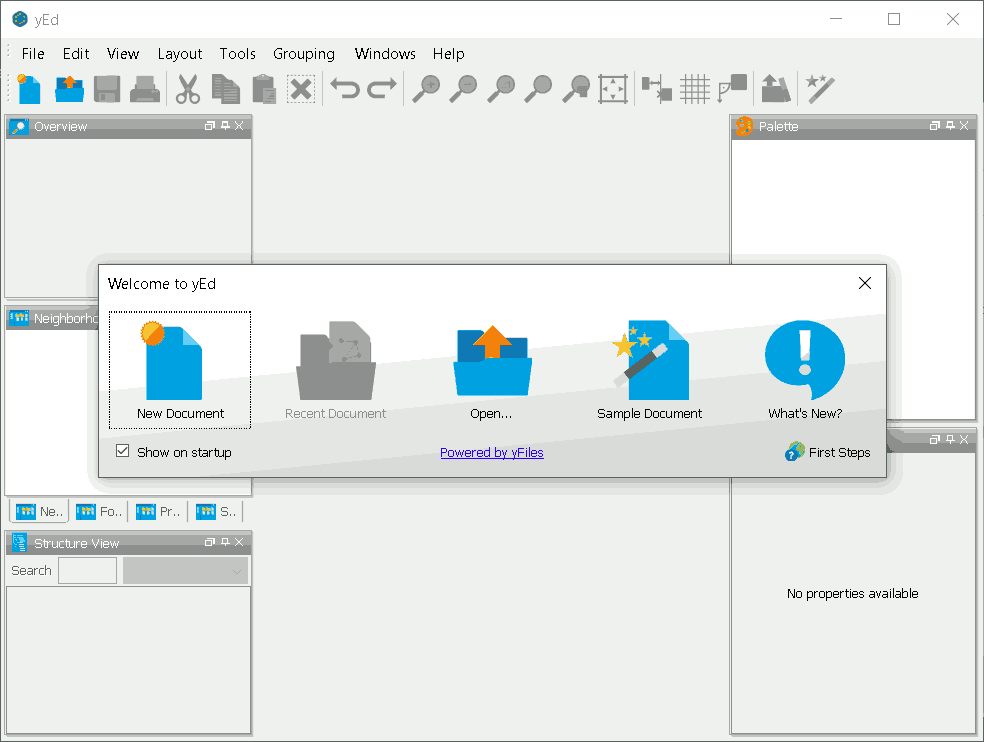 yEd
File Edit View Layout Tools Grouping Windows Help
Overview
Palette
Welcome to yEd
Neighborho
New Document
Recent Document
Open...
Sample Document
What's New?
Show on startup
Powered by yFiles
First Steps
Ne..
Fo..
Pr..
S..
Structure View
Search
No properties available